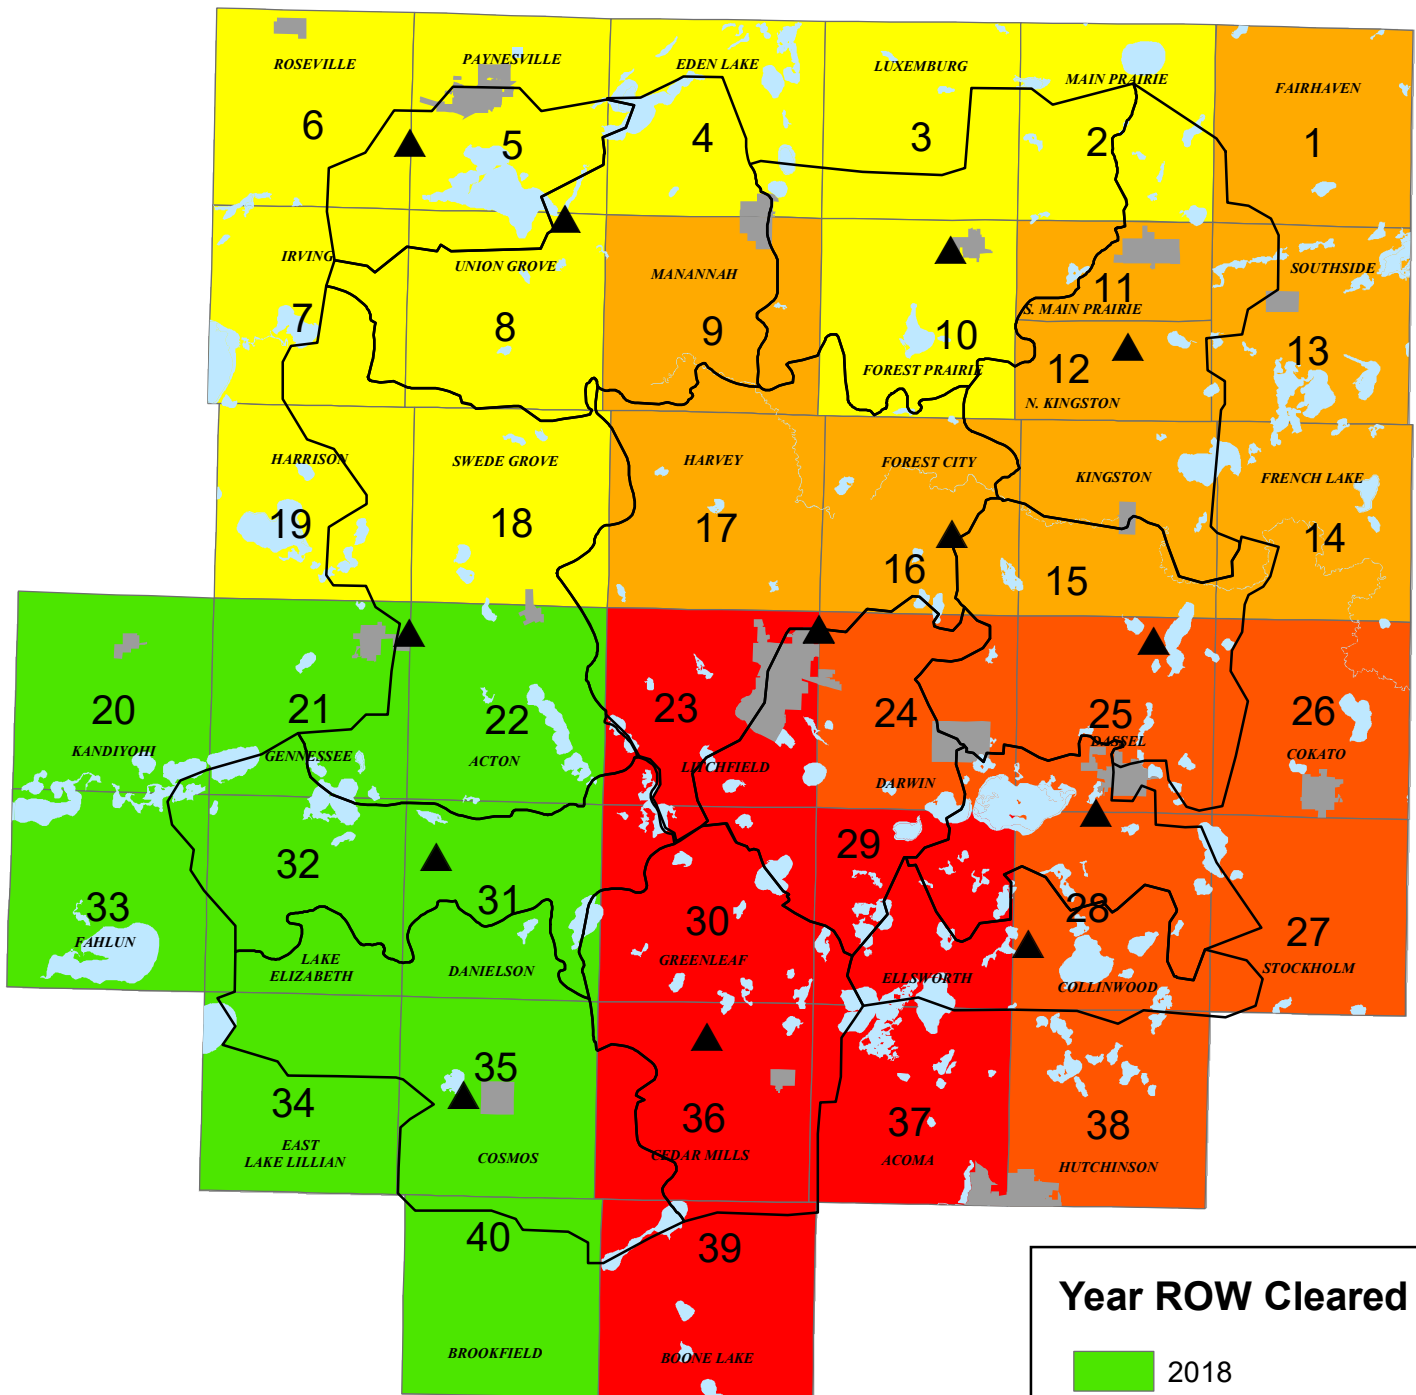 ROSEVILLE
PAYNESVILLE
EDEN LAKE
LUXEMBURG
MAIN PRAIRIE
FAIRHAVEN
6
5
4
3
2
1
IRVING
UNION GROVE
MANANNAH
SOUTHSIDE
7
8
9
10
11
S. MAIN PRAIRIE
FOREST PRAIRIE
12
13
N. KINGSTON
HARRISON
SWEDE GROVE
HARVEY
FOREST CITY
KINGSTON
FRENCH LAKE
19
18
17
16
15
14
20
21
22
23
24
25
26
KANDIYOHI
GENNESSEE
ACTON
LITCHFIELD
DARWIN
DASSEL
COKATO
33
32
31
30
29
28
27
FAHLUN
LAKE
ELIZABETH
DANIELSON
GREENLEAF
ELLSWORTH
COLLINWOOD
STOCKHOLM
34
35
36
37
38
EAST
LAKE LILLIAN
COSMOS
CEDAR MILLS
ACOMA
HUTCHINSON
40
39
BROOKFIELD
BOONE LAKE
Year ROW Cleared
2018